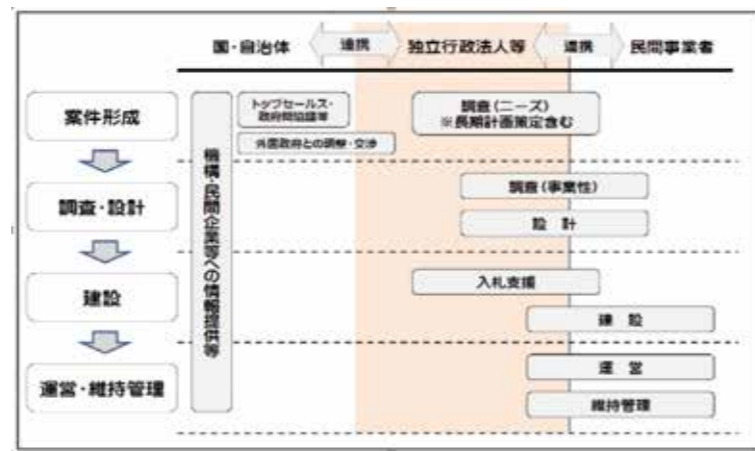 国・自治体
連携
独立行政法人等
連携
民間事業者
案件形成
トップセールス・
政府間協議等
調査(ニーズ)
※長期計画策定含む
外国政府との調整・交渉
機構・民間企業等への情報提供等
調査・設計
調査(事業性)
設 計
建設
入札支援
建 設
運営・維持管理
運 営
維持管理